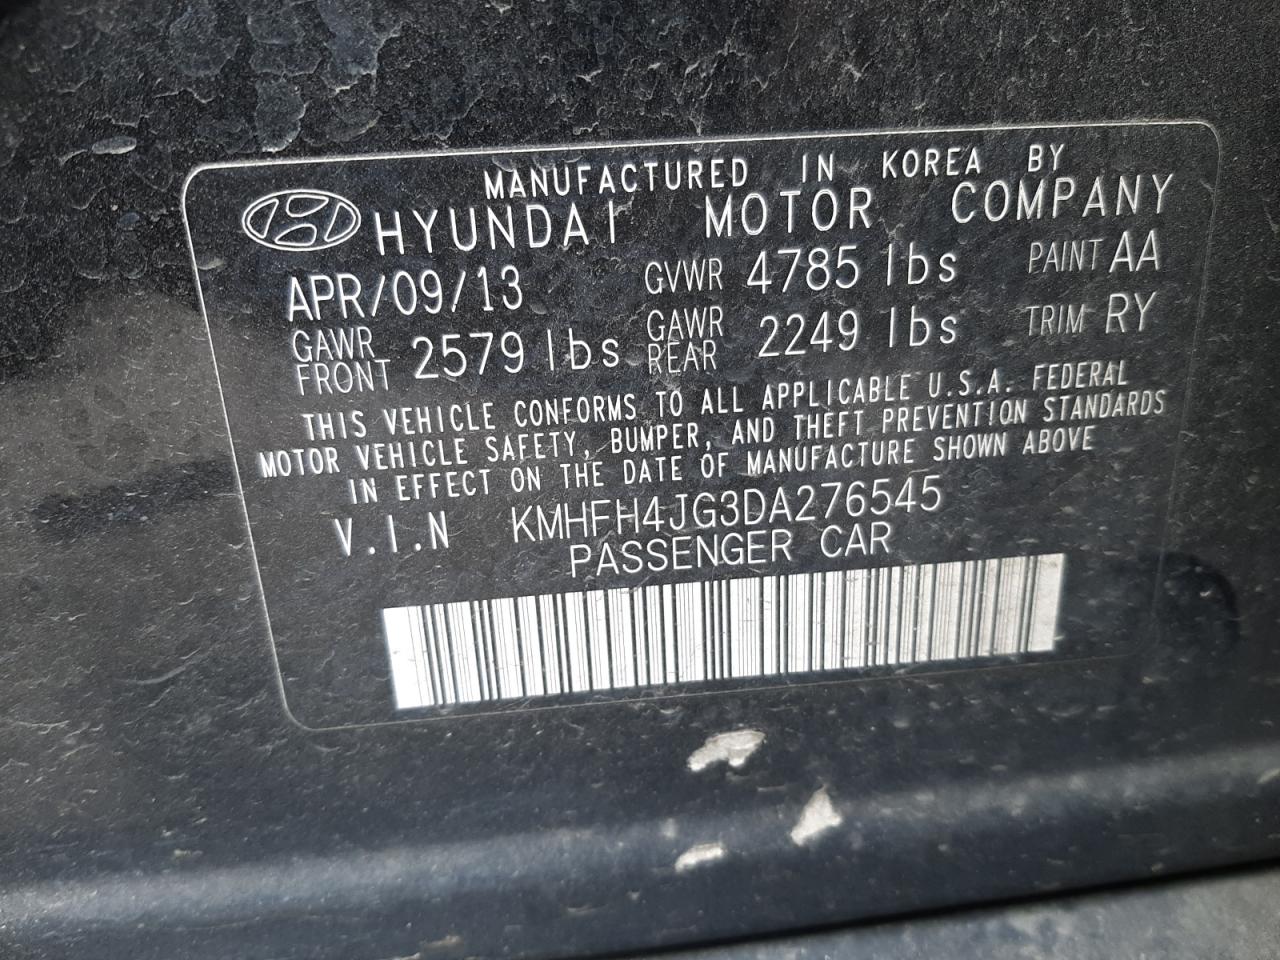 MANUFACTURED IN KOREA BY
HYUNDAI MOTOR COMPANY
APR/09/13 GVWR 4785 lbs PAINT AA
GAWR FRONT 2579 lbs GAWR REAR 2249 lbs TRIM RY
THIS VEHICLE CONFORMS TO ALL APPLICABLE U.S.A. FEDERAL
MOTOR VEHICLE SAFETY, BUMPER, AND THEFT PREVENTION STANDARDS
IN EFFECT ON THE DATE OF MANUFACTURE SHOWN ABOVE
V.I.N KMHFH4JG3DA276545
PASSENGER CAR